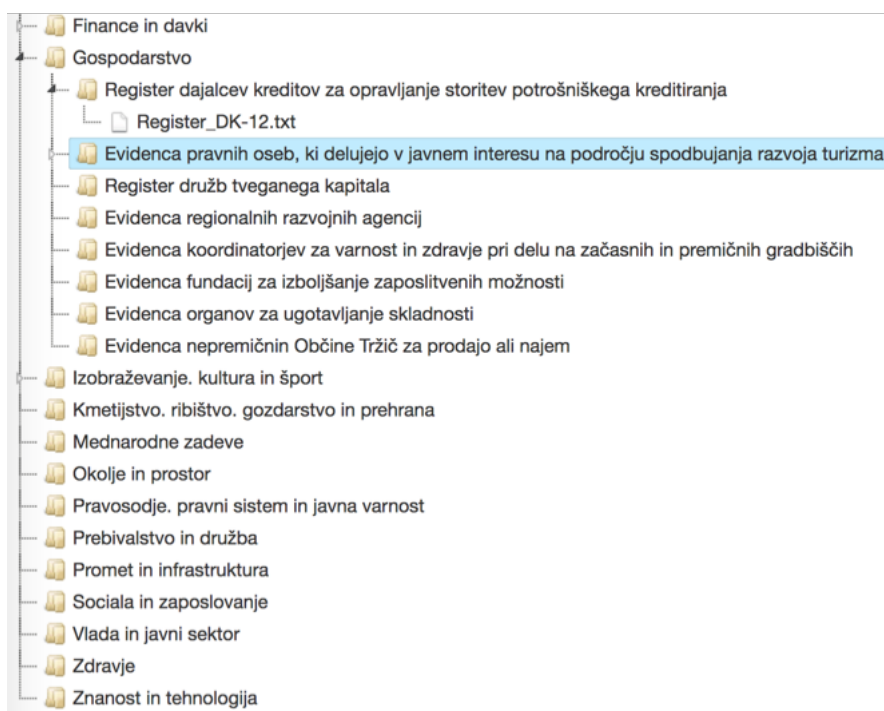 Finance in davki
Gospodarstvo
Register dajalcev kreditov za opravljanje storitev potrošniškega kreditiranja
Register_DK-12.txt
Evidenca pravnih oseb, ki delujejo v javnem interesu na področju spodbujanja razvoja turizma
Register družb tveganega kapitala
Evidenca regionalnih razvojnih agencij
Evidenca koordinatorjev za varnost in zdravje pri delu na začasnih in premičnih gradbiščih
Evidenca fundacij za izboljšanje zaposlitvenih možnosti
Evidenca organov za ugotavljanje skladnosti
Evidenca nepremičnin Občine Tržič za prodajo ali najem
Izobraževanje. kultura in šport
Kmetijstvo. ribištvo. gozdarstvo in prehrana
Mednarodne zadeve
Okolje in prostor
Pravosodje. pravni sistem in javna varnost
Prebivalstvo in družba
Promet in infrastruktura
Sociala in zaposlovanje
Vlada in javni sektor
Zdravje
Znanost in tehnologija